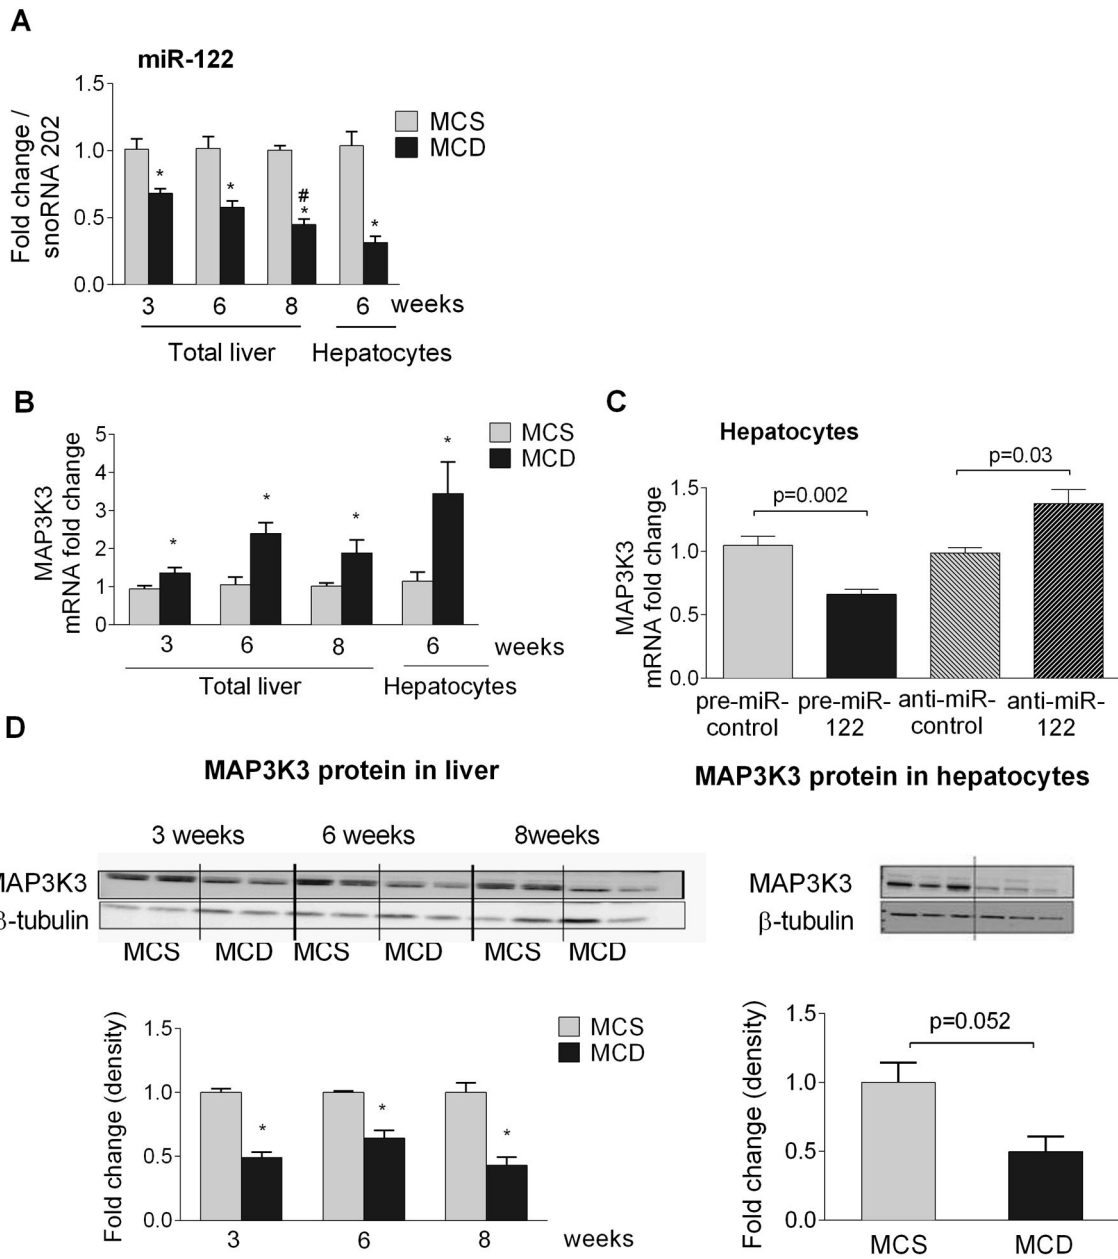 A
miR-122
Fold change /
snoRNA 202
1.5
1.0
0.5
0.0
MCS
MCD
*
*
#
*
*
3 6 8 6 weeks
Total liver Hepatocytes
B
MAP3K3
mRNA fold change
5
4
3
2
1
0
MCS
MCD
*
*
*
*
3 6 8 6 weeks
Total liver Hepatocytes
C
Hepatocytes
MAP3K3
mRNA fold change
1.5
1.0
0.5
0.0
p=0.002
p=0.03
pre-miR-
control
pre-miR-
122
anti-miR-
control
anti-miR-
122
D
MAP3K3 protein in liver
3 weeks 6 weeks 8weeks
MAP3K3
β-tubulin
MCS MCD MCS MCD MCS MCD
Fold change (density)
1.5
1.0
0.5
0.0
MCS
MCD
*
*
*
3 6 8 weeks
MAP3K3 protein in hepatocytes
MAP3K3
β-tubulin
Fold change (density)
1.5
1.0
0.5
0.0
p=0.052
MCS MCD